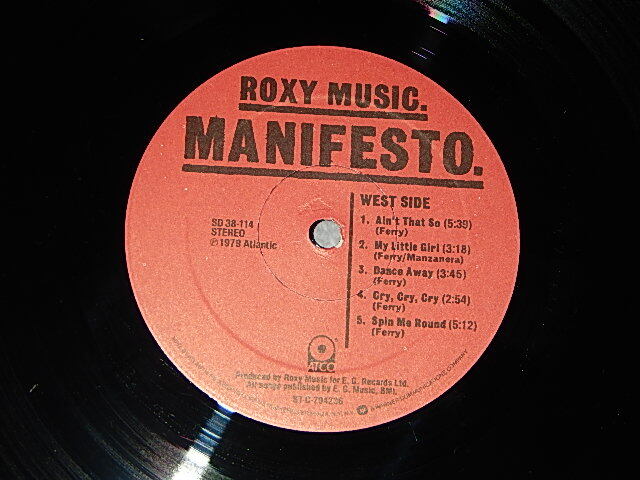 ROXY MUSIC.
MANIFESTO.
WEST SIDE
SD 38-114
STEREO
℗ 1979 Atlantic
1. Ain't That So (5:39)
(Ferry)
2. My Little Girl (3:18)
(Ferry/Manzanera)
3. Dance Away (3:45)
(Ferry)
4. Cry, Cry, Cry (2:54)
(Ferry)
5. Spin Me Round (5:12)
(Ferry)
ATCO
Produced by Roxy Music for E. G. Records Ltd.
All songs published by E. G. Music, BMI.
ST-C-794236